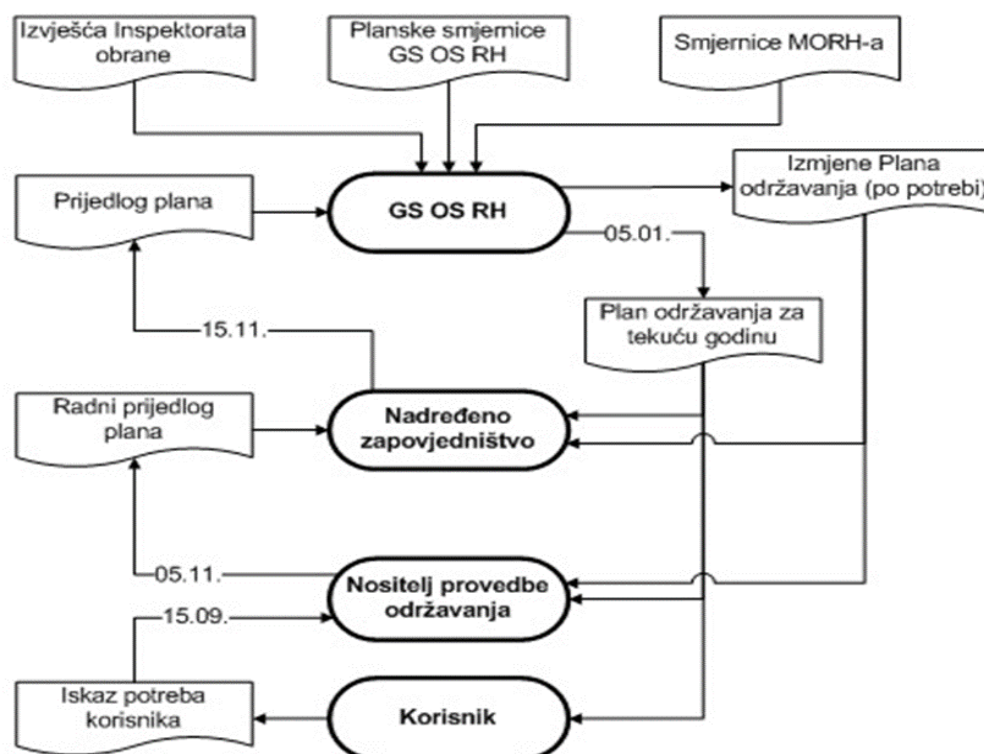 Izvješća Inspektorata
obrane
Planske smjernice
GS OS RH
Smjernice MORH-a
Izmjene Plana
održavanja (po potrebi)
Prijedlog plana
GS OS RH
05.01.
Plan održavanja za
tekuću godinu
15.11.
Radni prijedlog
plana
Nadređeno
zapovjedništvo
05.11.
Nositelj provedbe
održavanja
15.09.
Iskaz potreba
korisnika
Korisnik